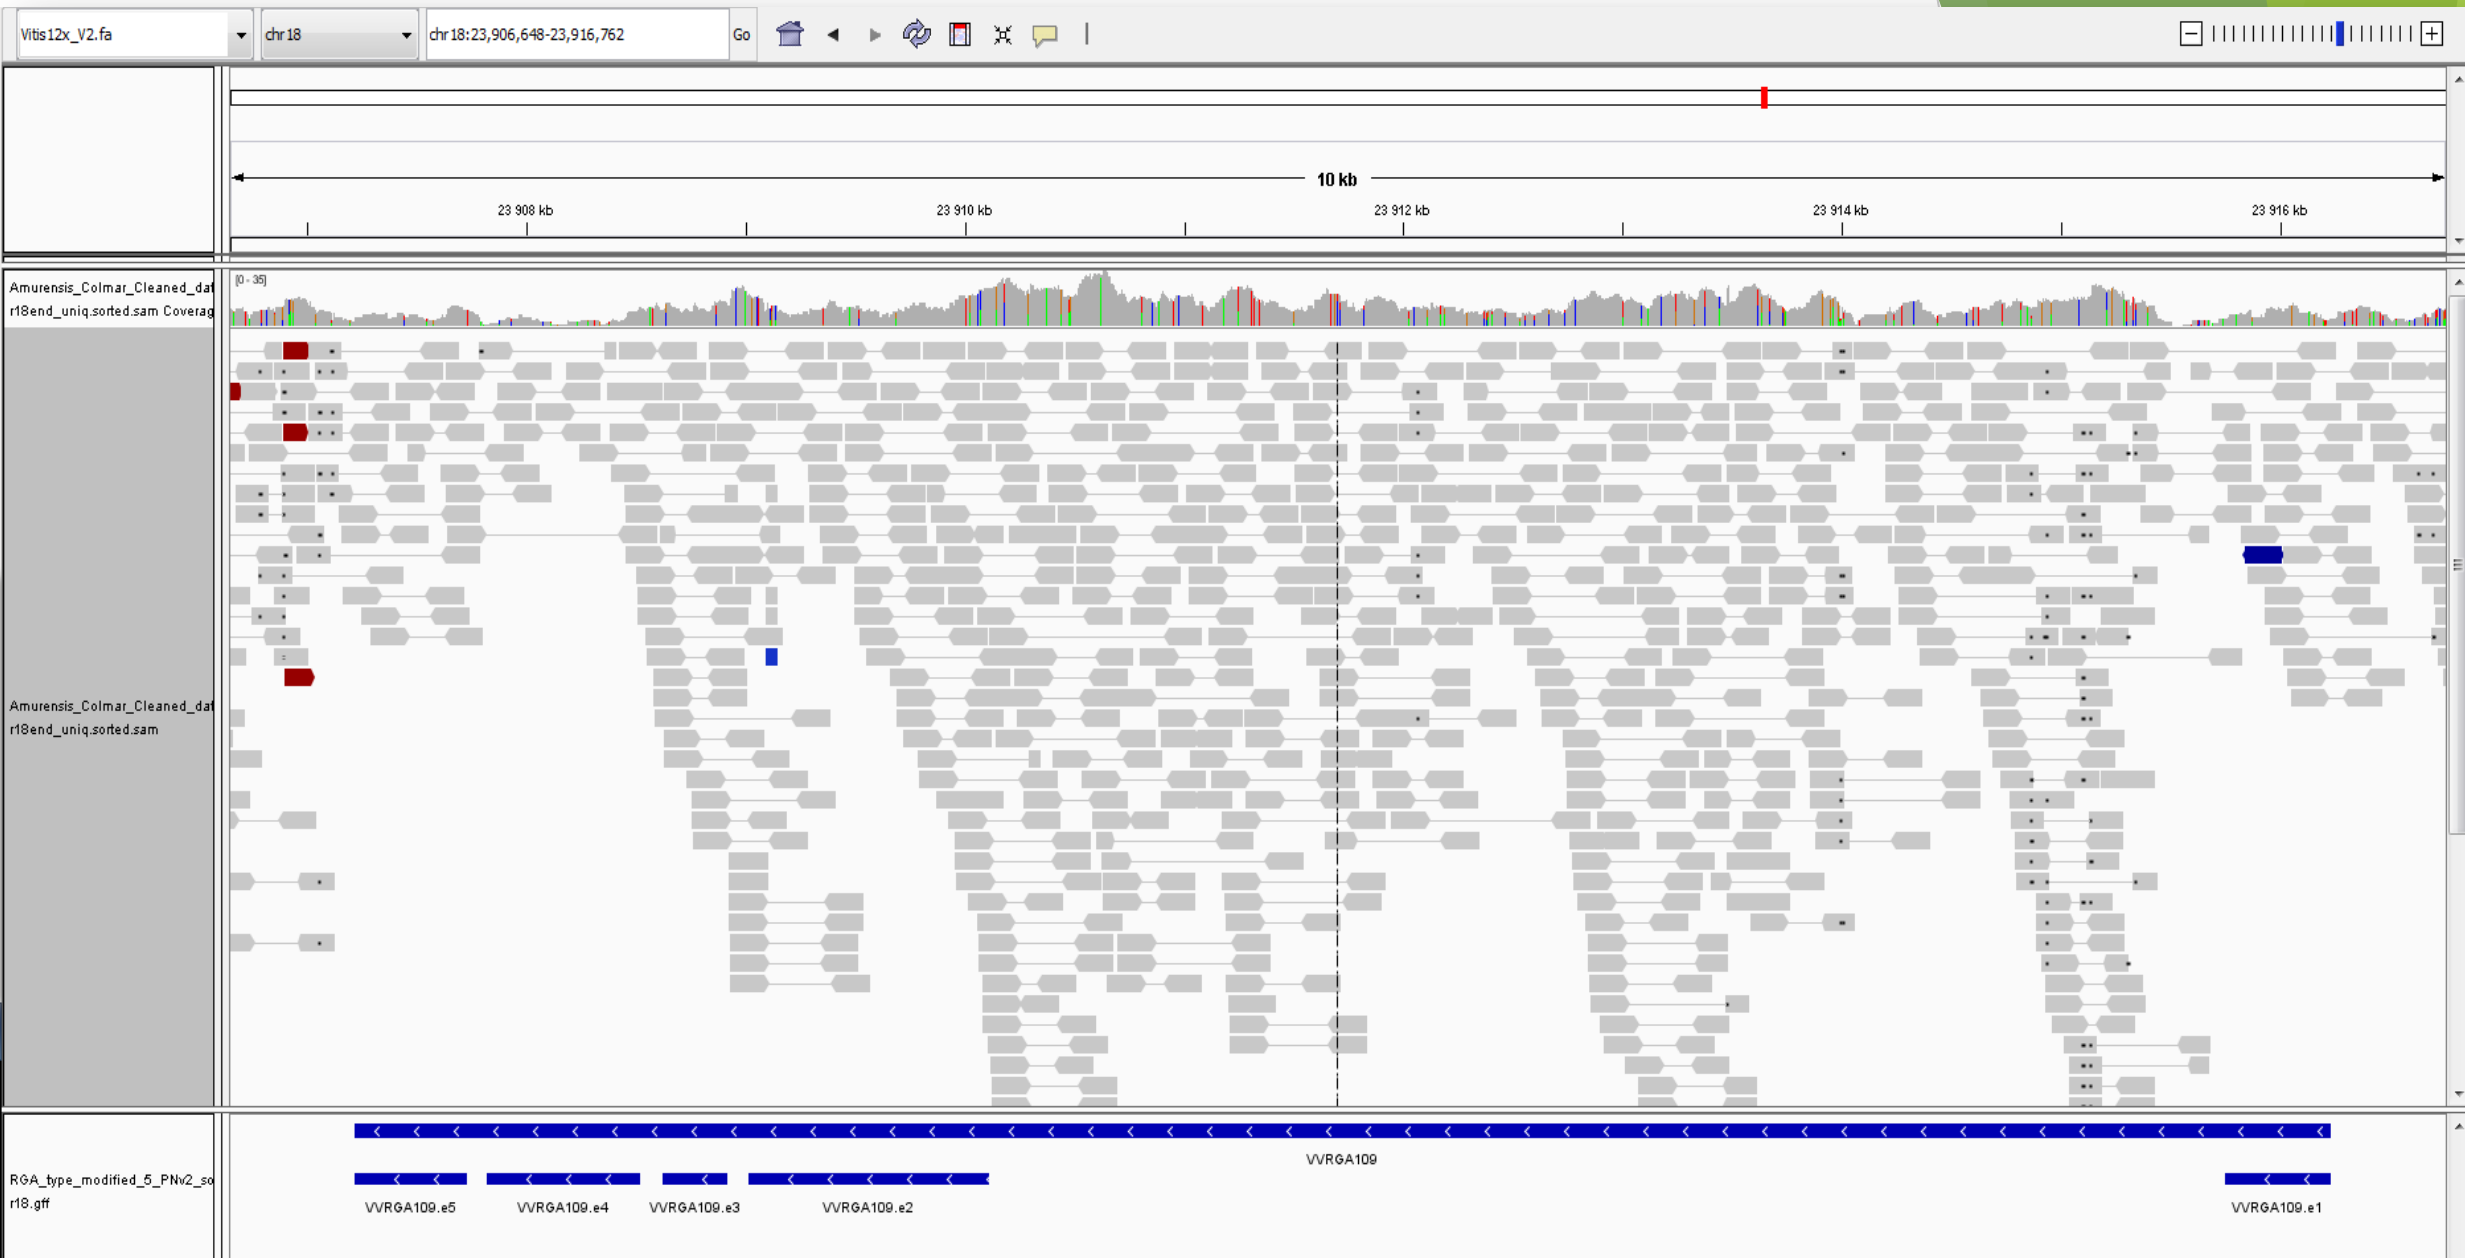 Vitis12x_V2.fa
chr18
chr18:23,906,648-23,916,762
Go
10 kb
23 908 kb
23 910 kb
23 912 kb
23 914 kb
23 916 kb
Amurensis_Colmar_Cleaned_dat
r18end_uniq.sorted.sam Coverag
[0 - 35]
Amurensis_Colmar_Cleaned_dat
r18end_uniq.sorted.sam
VVRGA109
RGA_type_modified_5_PNv2_so
r18.gff
VVRGA109.e5
VVRGA109.e4
VVRGA109.e3
VVRGA109.e2
VVRGA109.e1